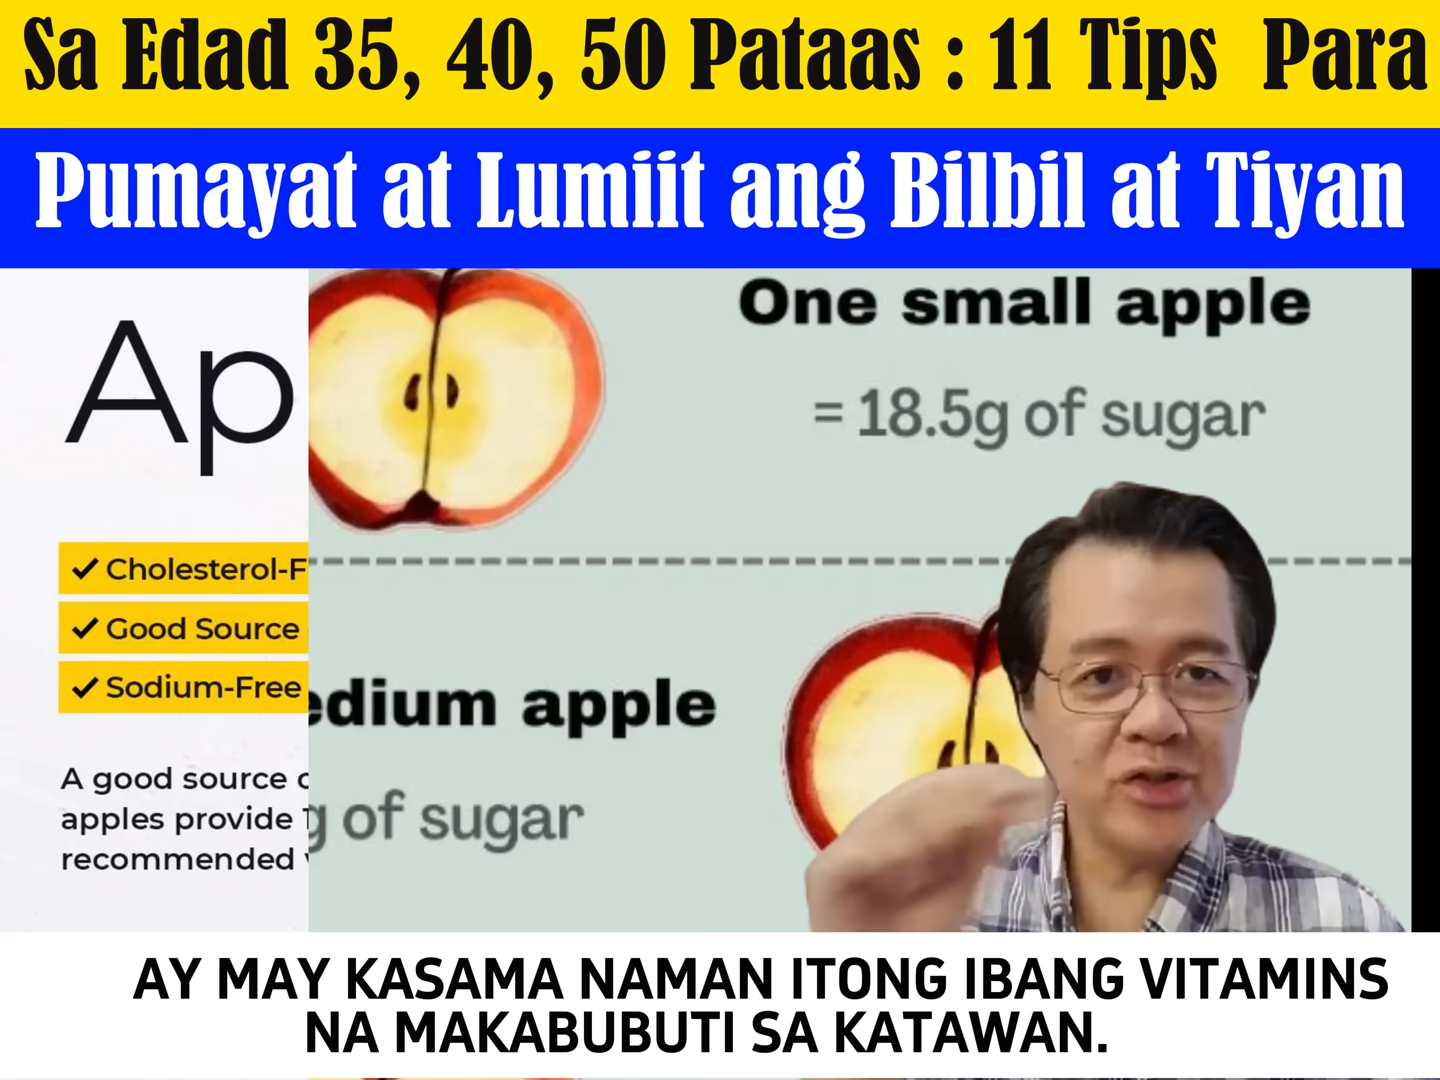 Sa Edad 35, 40, 50 Pataas : 11 Tips Para
Pumayat at Lumiit ang Bilbil at Tiyan
Ap
✓ Cholesterol-F
✓ Good Source
✓ Sodium-Free
A good source
apples provide
recommended
One small apple
= 18.5g of sugar
edium apple
g of sugar
AY MAY KASAMA NAMAN ITONG IBANG VITAMINS
NA MAKABUBUTI SA KATAWAN.